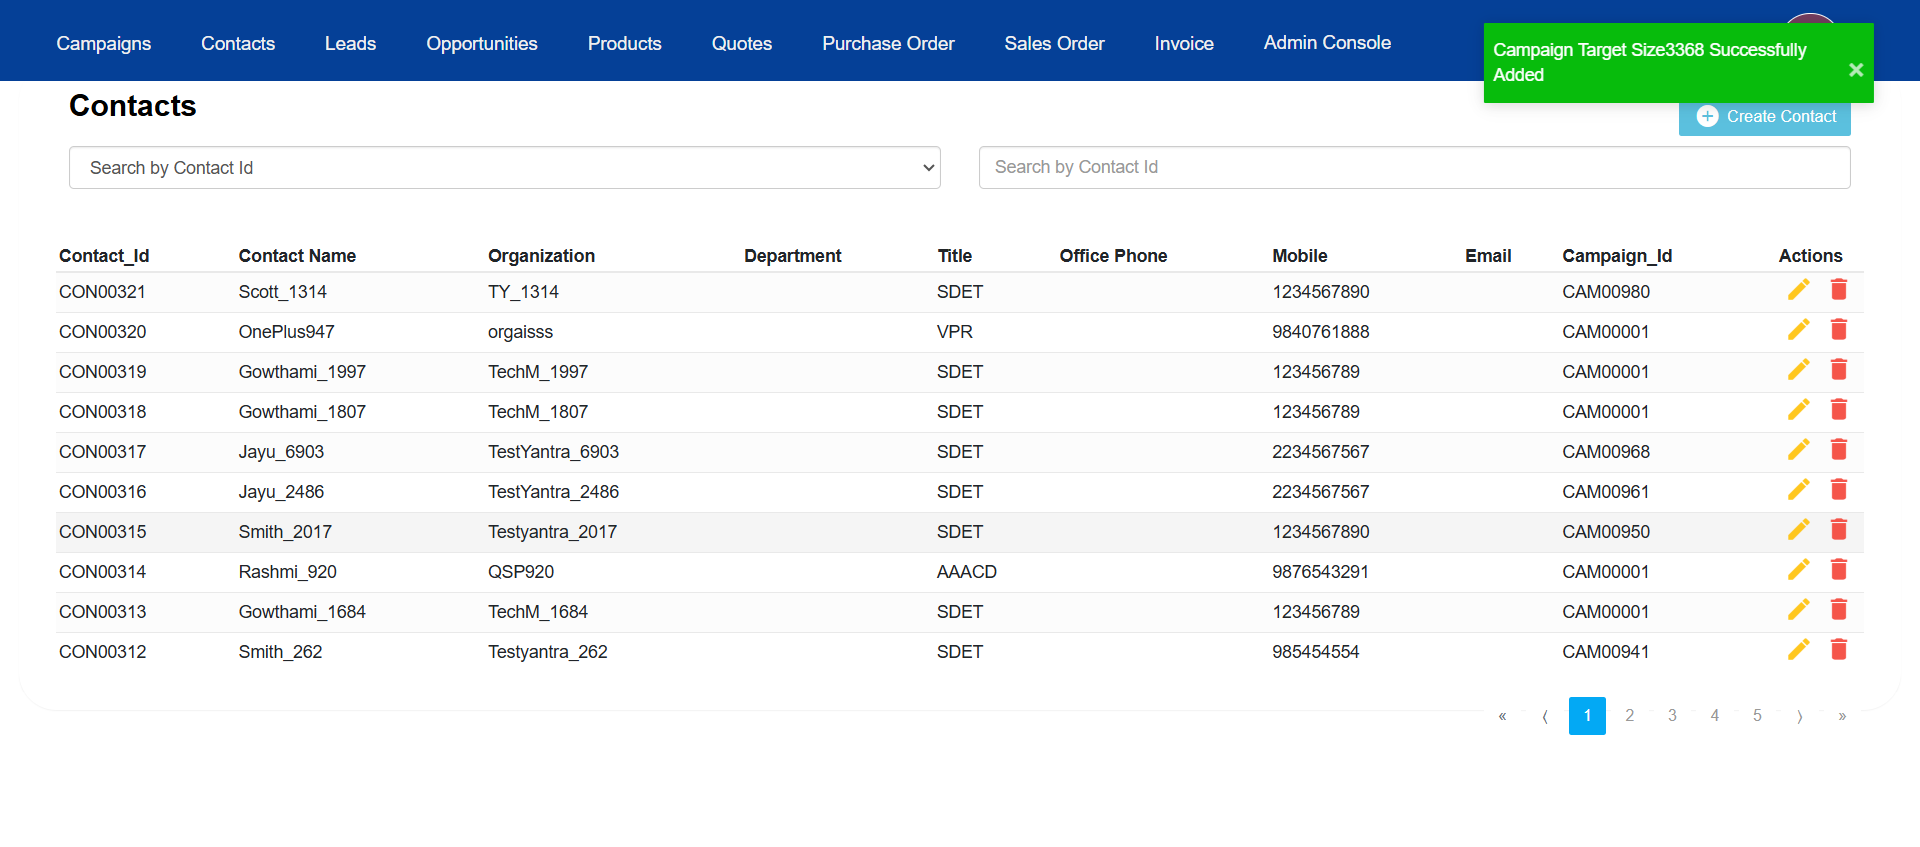 Campaigns Contacts Leads Opportunities Products Quotes Purchase Order Sales Order Invoice Admin Console
Campaign Target Size3368 Successfully
Added
×
Contacts
Create Contact
Search by Contact Id Search by Contact Id
Contact_Id Contact Name Organization Department Title Office Phone Mobile Email Campaign_Id Actions
CON00321 Scott_1314 TY_1314 SDET 1234567890 CAM00980
CON00320 OnePlus947 orgaisss VPR 9840761888 CAM00001
CON00319 Gowthami_1997 TechM_1997 SDET 123456789 CAM00001
CON00318 Gowthami_1807 TechM_1807 SDET 123456789 CAM00001
CON00317 Jayu_6903 TestYantra_6903 SDET 2234567567 CAM00968
CON00316 Jayu_2486 TestYantra_2486 SDET 2234567567 CAM00961
CON00315 Smith_2017 Testyantra_2017 SDET 1234567890 CAM00950
CON00314 Rashmi_920 QSP920 AAACD 9876543291 CAM00001
CON00313 Gowthami_1684 TechM_1684 SDET 123456789 CAM00001
CON00312 Smith_262 Testyantra_262 SDET 985454554 CAM00941
« ⟨ 1 2 3 4 5 ⟩ »